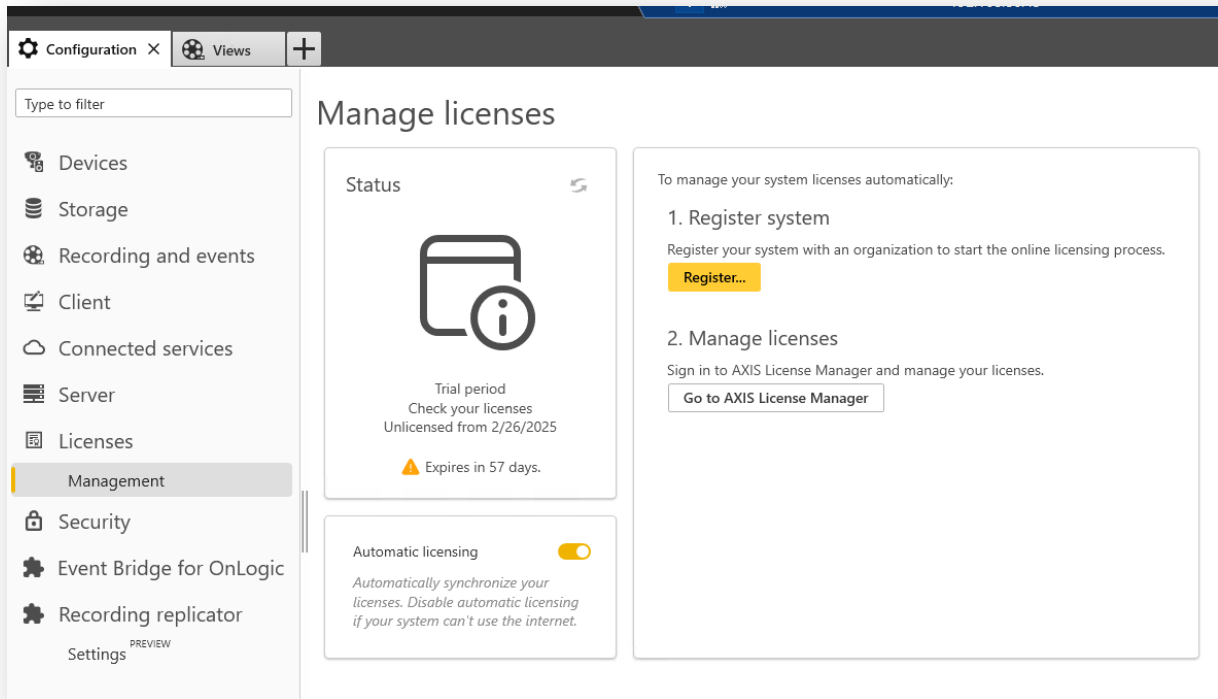 Configuration
Views
Type to filter
Devices
Storage
Recording and events
Client
Connected services
Server
Licenses
Management
Security
Event Bridge for OnLogic
Recording replicator
Settings PREVIEW
Manage licenses
Status
Trial period
Check your licenses
Unlicensed from 2/26/2025
Expires in 57 days.
Automatic licensing
Automatically synchronize your
licenses. Disable automatic licensing
if your system can't use the internet.
To manage your system licenses automatically:
1. Register system
Register your system with an organization to start the online licensing process.
Register...
2. Manage licenses
Sign in to AXIS License Manager and manage your licenses.
Go to AXIS License Manager